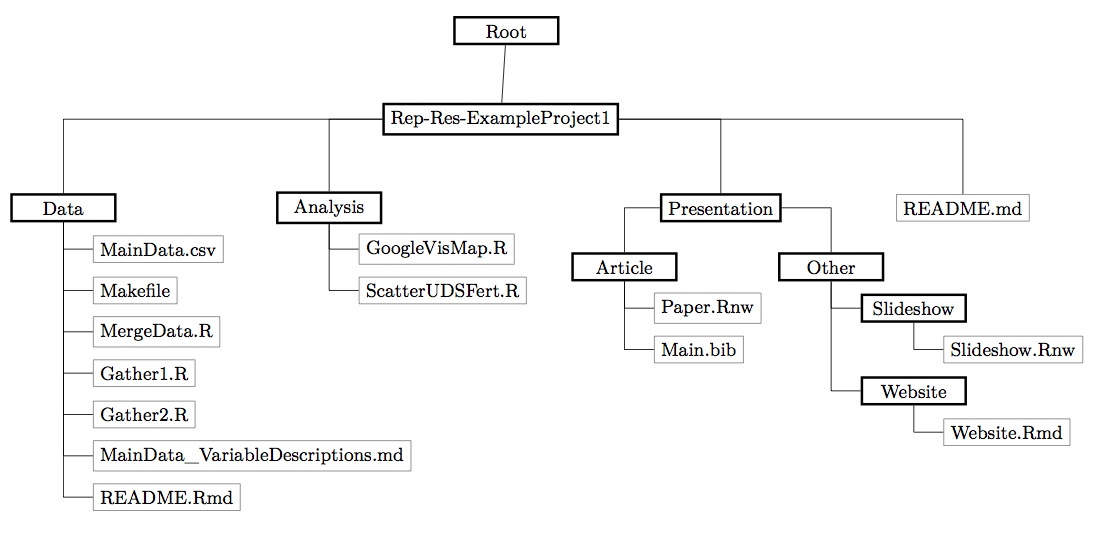 Root
Rep-Res-ExampleProject1
Data
Analysis
Presentation
README.md
MainData.csv
Makefile
MergeData.R
Gather1.R
Gather2.R
MainData_VariableDescriptions.md
README.Rmd
GoogleVisMap.R
ScatterUDSFert.R
Article
Paper.Rnw
Main.bib
Other
Slideshow
Slideshow.Rnw
Website
Website.Rmd